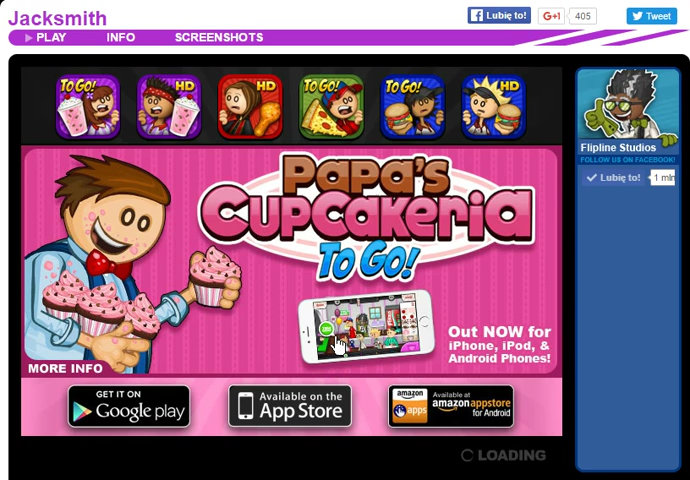 Jacksmith
Lubię to!
G+1
405
Tweet
PLAY
INFO
SCREENSHOTS
TO GO!
HD
HD
TO GO!
TO GO!
HD
PAPA'S
CUPCAKERIA
TO GO!
Out NOW for
iPhone, iPod, &
Android Phones!
MORE INFO
GET IT ON
Google play
Available on the
App Store
amazon
apps
Available at
amazonappstore
for Android
LOADING
Flipline Studios
FOLLOW US ON FACEBOOK!
Lubię to!
1 mln